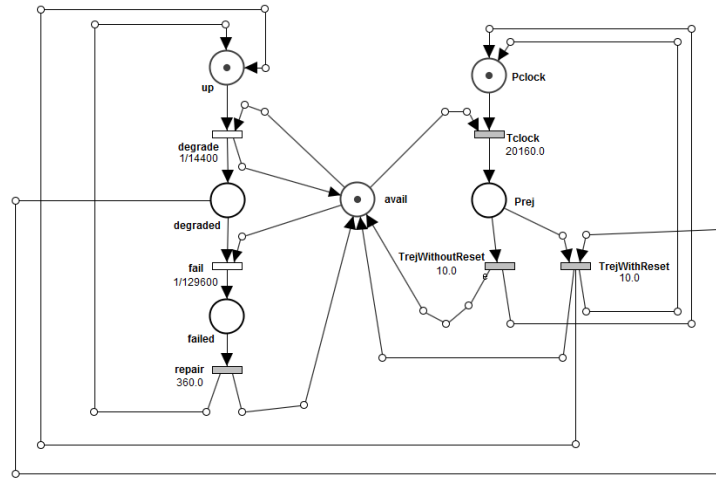 up
Pclock
degrade
1/14400
Tclock
20160.0
avail
Prej
degraded
fail
1/129600
TrejWithoutReset
10.0
e
TrejWithReset
10.0
failed
repair
360.0